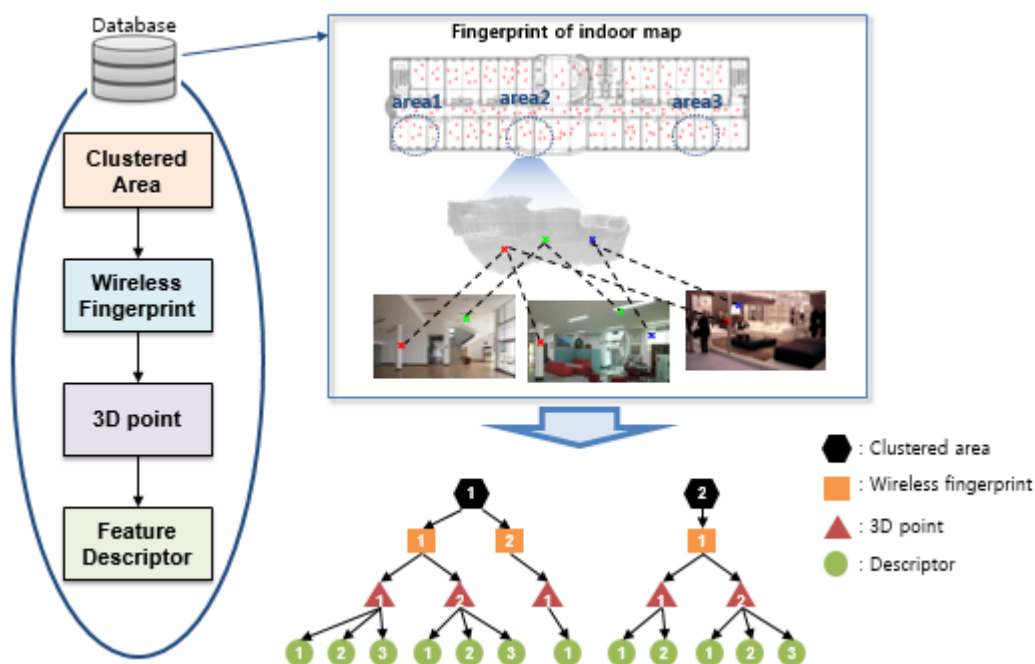 Database
Fingerprint of indoor map
area1
area2
area3
Clustered
Area
Wireless
Fingerprint
3D point
Feature
Descriptor
: Clustered area
: Wireless fingerprint
: 3D point
: Descriptor
1 2
1 2 1
1 2 1 1 2
1 2 3 1 2 3 1 1 2 1 2 3